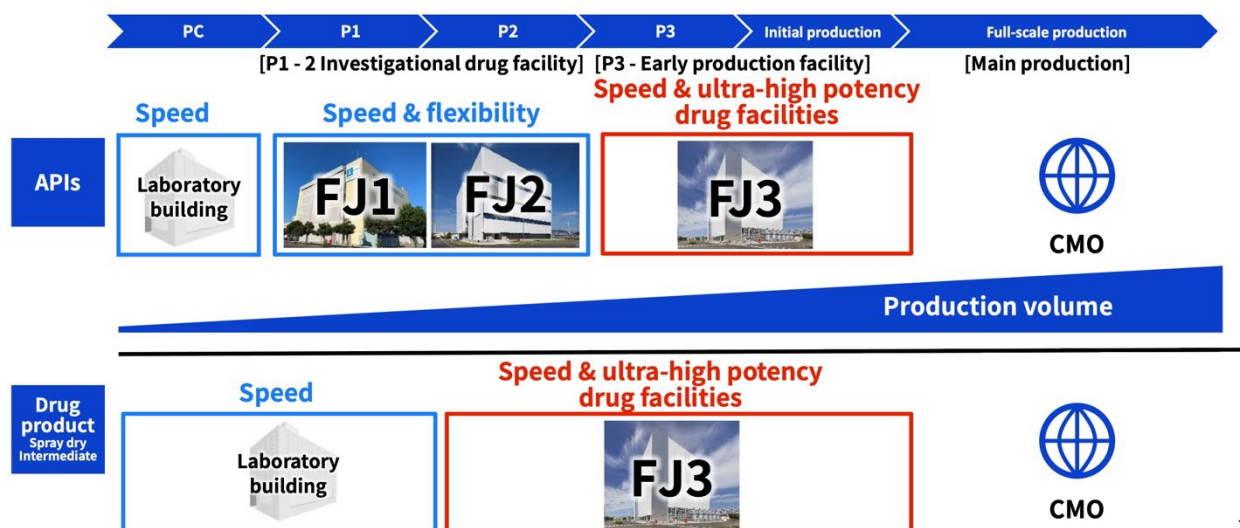 PC
P1
P2
P3
Initial production
Full-scale production
[P1 - 2 Investigational drug facility]
[P3 - Early production facility]
[Main production]
Speed
Speed & flexibility
Speed & ultra-high potency
drug facilities
APIs
Laboratory
building
FJ1
FJ2
FJ3
CMO
Production volume
Drug
product
Spray dry
Intermediate
Speed
Speed & ultra-high potency
drug facilities
Laboratory
building
FJ3
CMO